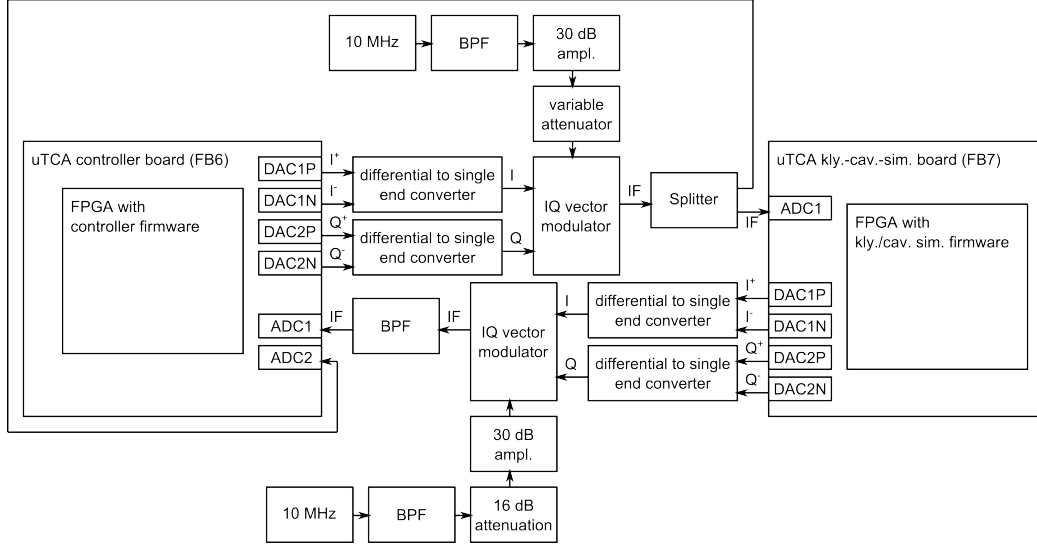 10 MHz
BPF
30 dB
ampl.
variable
attenuator
uTCA controller board (FB6)
FPGA with
controller firmware
DAC1P
DAC1N
DAC2P
DAC2N
ADC1
ADC2
I+
I-
Q+
Q-
differential to single
end converter
differential to single
end converter
I
Q
IQ vector
modulator
IF
Splitter
IF
uTCA kly.-cav.-sim. board (FB7)
ADC1
FPGA with
kly./cav. sim. firmware
DAC1P
DAC1N
DAC2P
DAC2N
I+
I-
Q+
Q-
differential to single
end converter
differential to single
end converter
I
Q
IQ vector
modulator
IF
BPF
IF
30 dB
ampl.
10 MHz
BPF
16 dB
attenuation